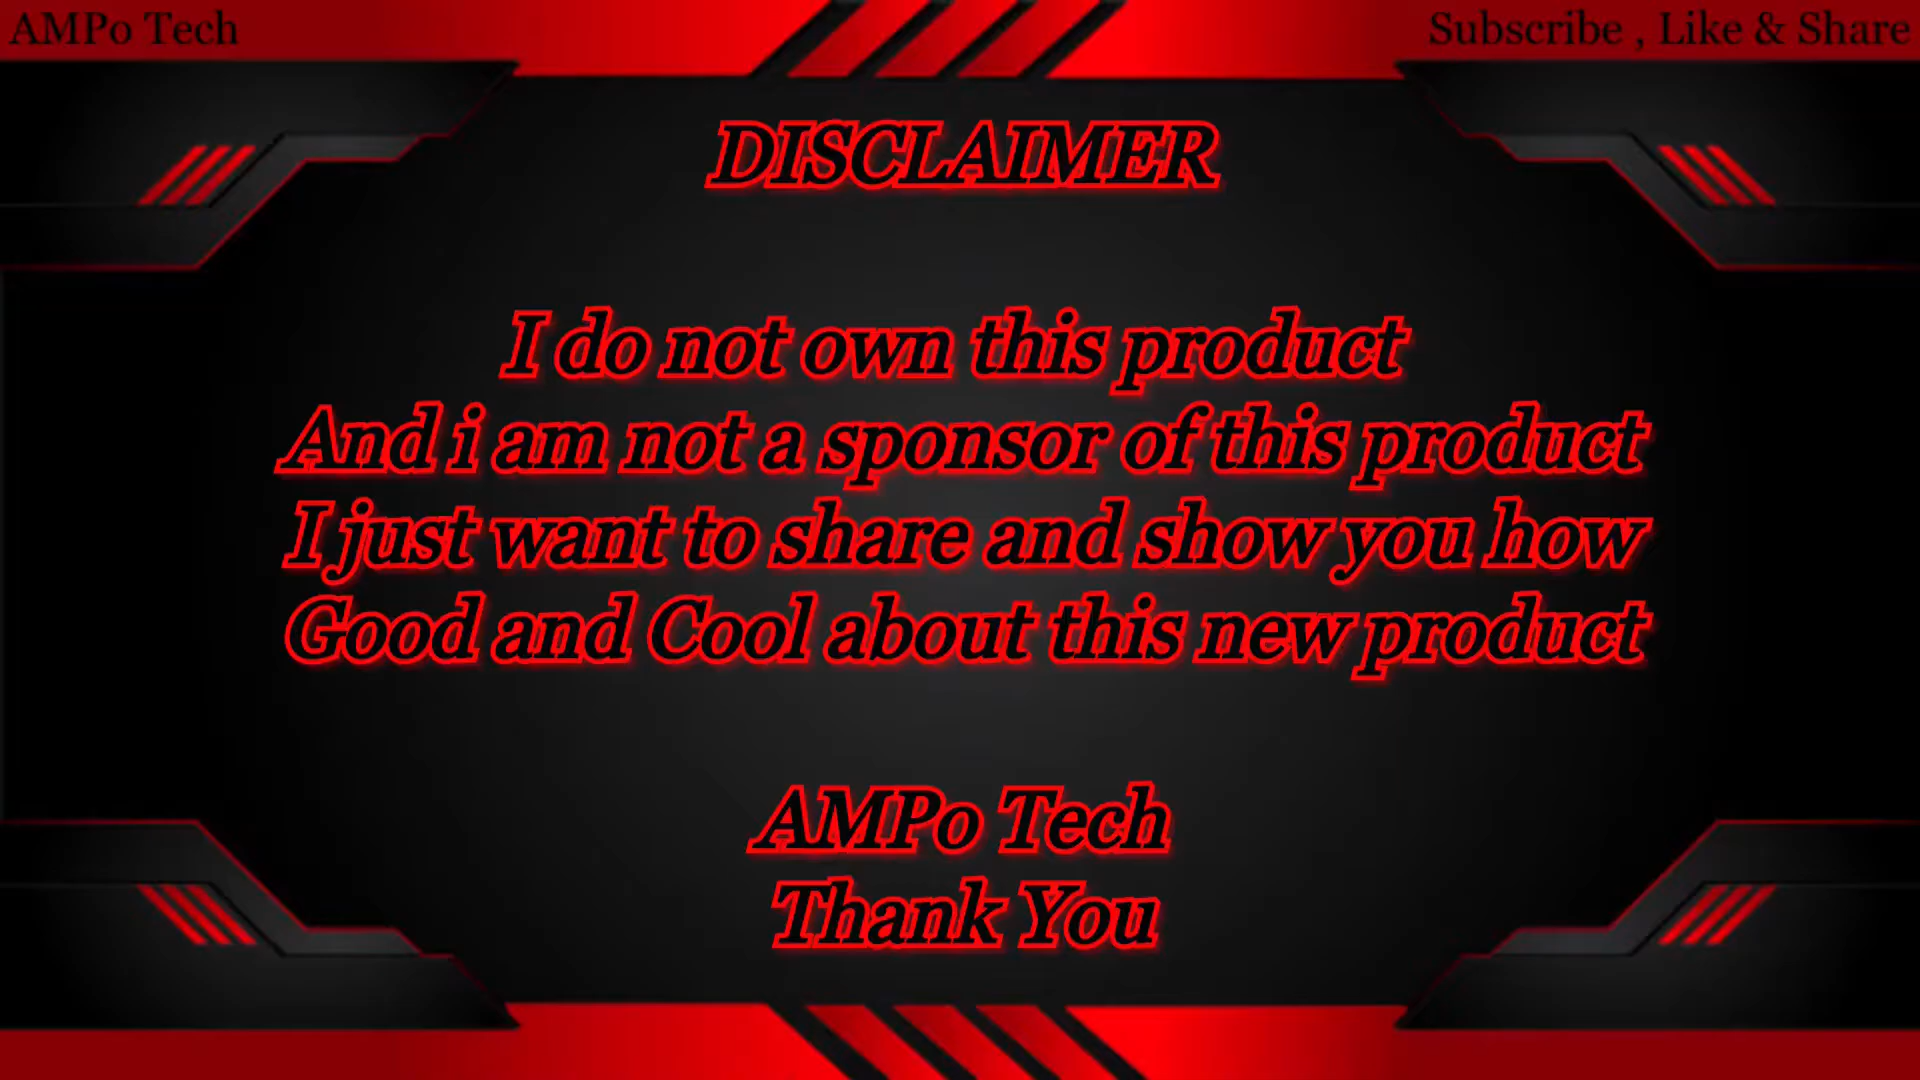 AMPo Tech
Subscribe , Like & Share
DISCLAIMER
I do not own this product
And i am not a sponsor of this product
I just want to share and show you how
Good and Cool about this new product
AMPo Tech
Thank You